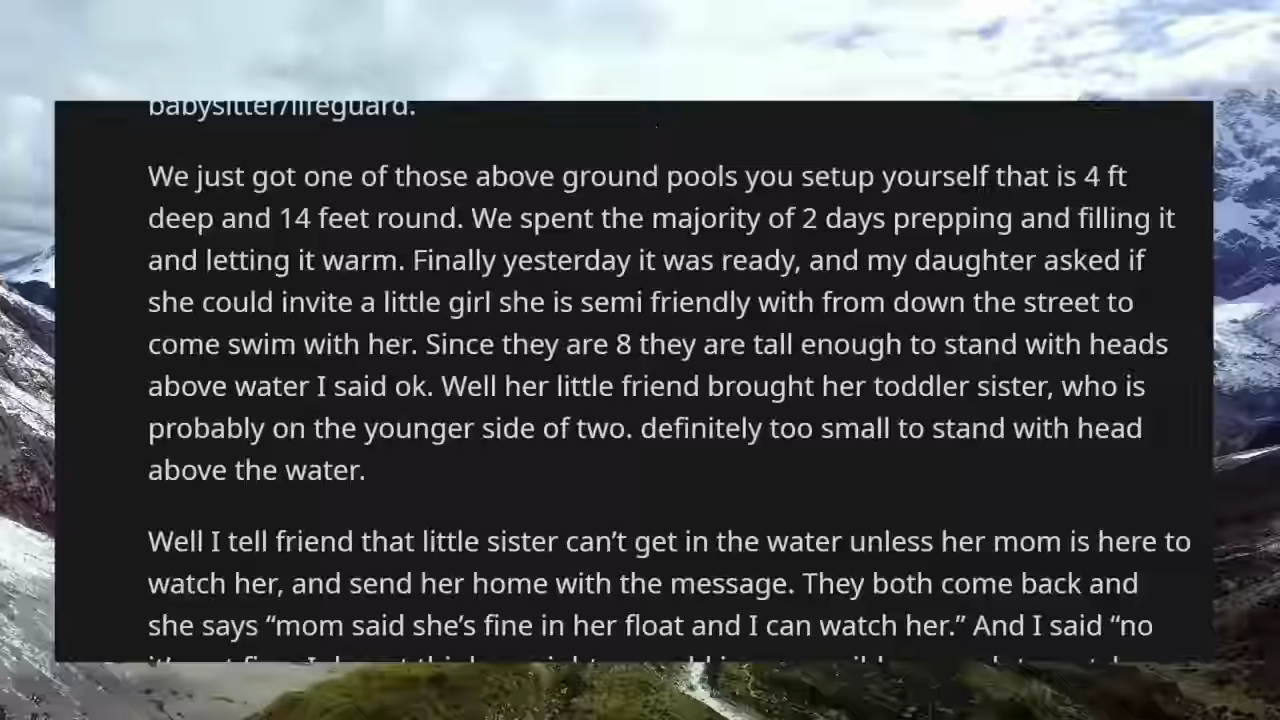 babysitter/lifeguard.
We just got one of those above ground pools you setup yourself that is 4 ft
deep and 14 feet round. We spent the majority of 2 days prepping and filling it
and letting it warm. Finally yesterday it was ready, and my daughter asked if
she could invite a little girl she is semi friendly with from down the street to
come swim with her. Since they are 8 they are tall enough to stand with heads
above water I said ok. Well her little friend brought her toddler sister, who is
probably on the younger side of two. definitely too small to stand with head
above the water.
Well I tell friend that little sister can’t get in the water unless her mom is here to
watch her, and send her home with the message. They both come back and
she says “mom said she’s fine in her float and I can watch her.” And I said “no